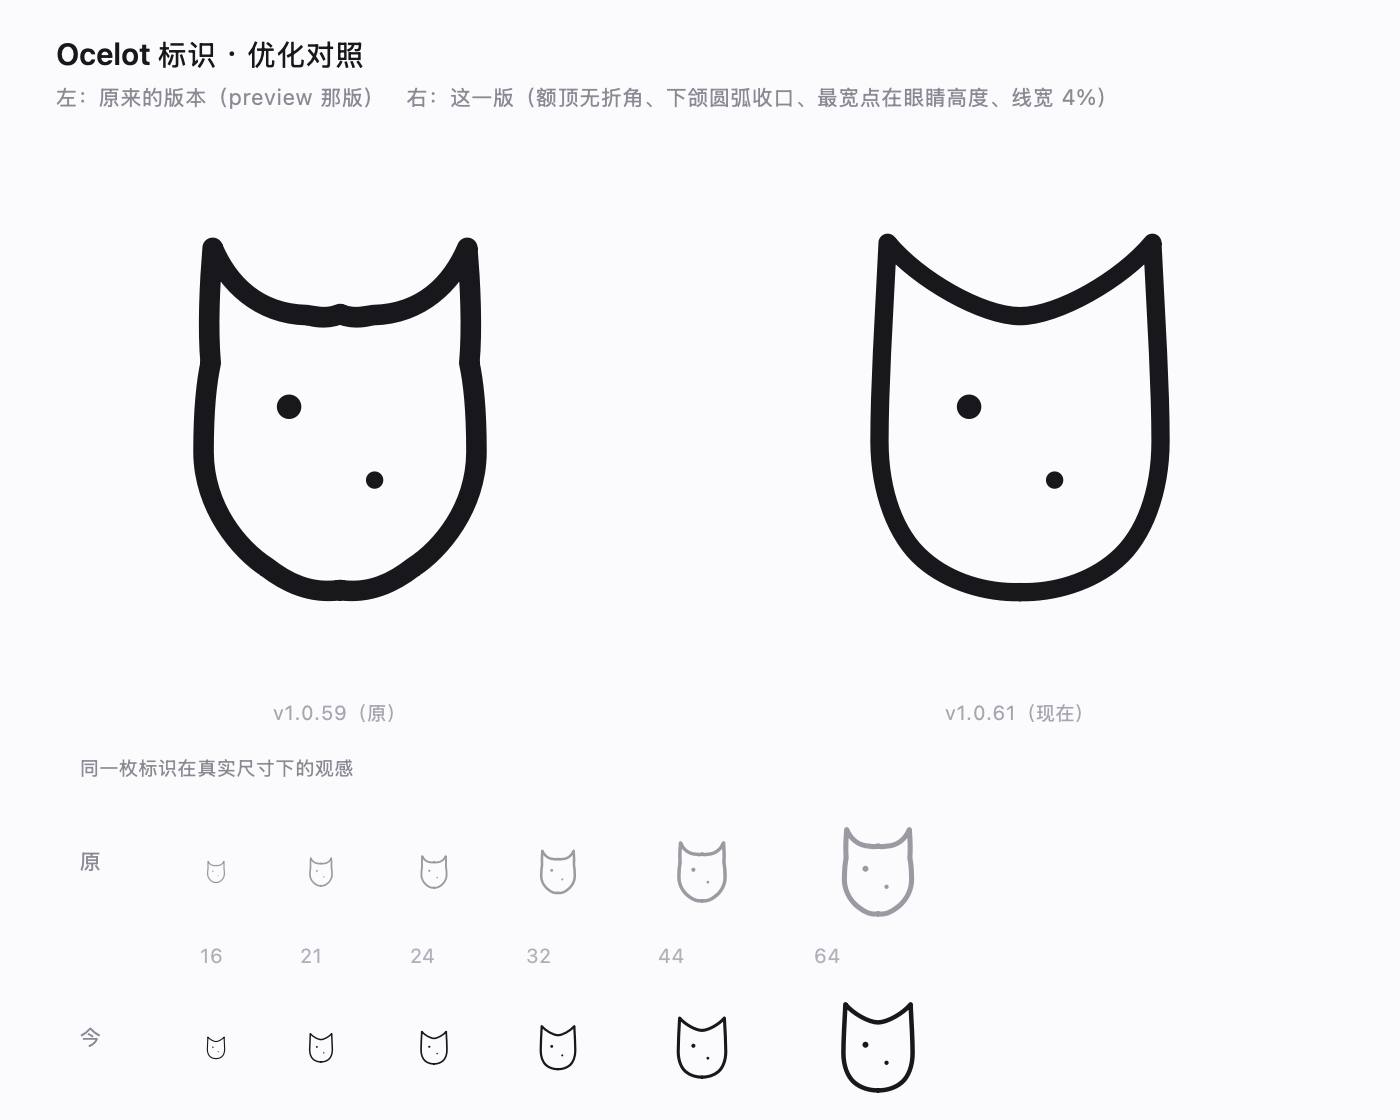 Ocelot 标识 · 优化对照
左：原来的版本（preview 那版）　右：这一版（额顶无折角、下颌圆弧收口、最宽点在眼睛高度、线宽 4%）
v1.0.59（原）
v1.0.61（现在）
同一枚标识在真实尺寸下的观感
原
16 21 24 32 44 64
今